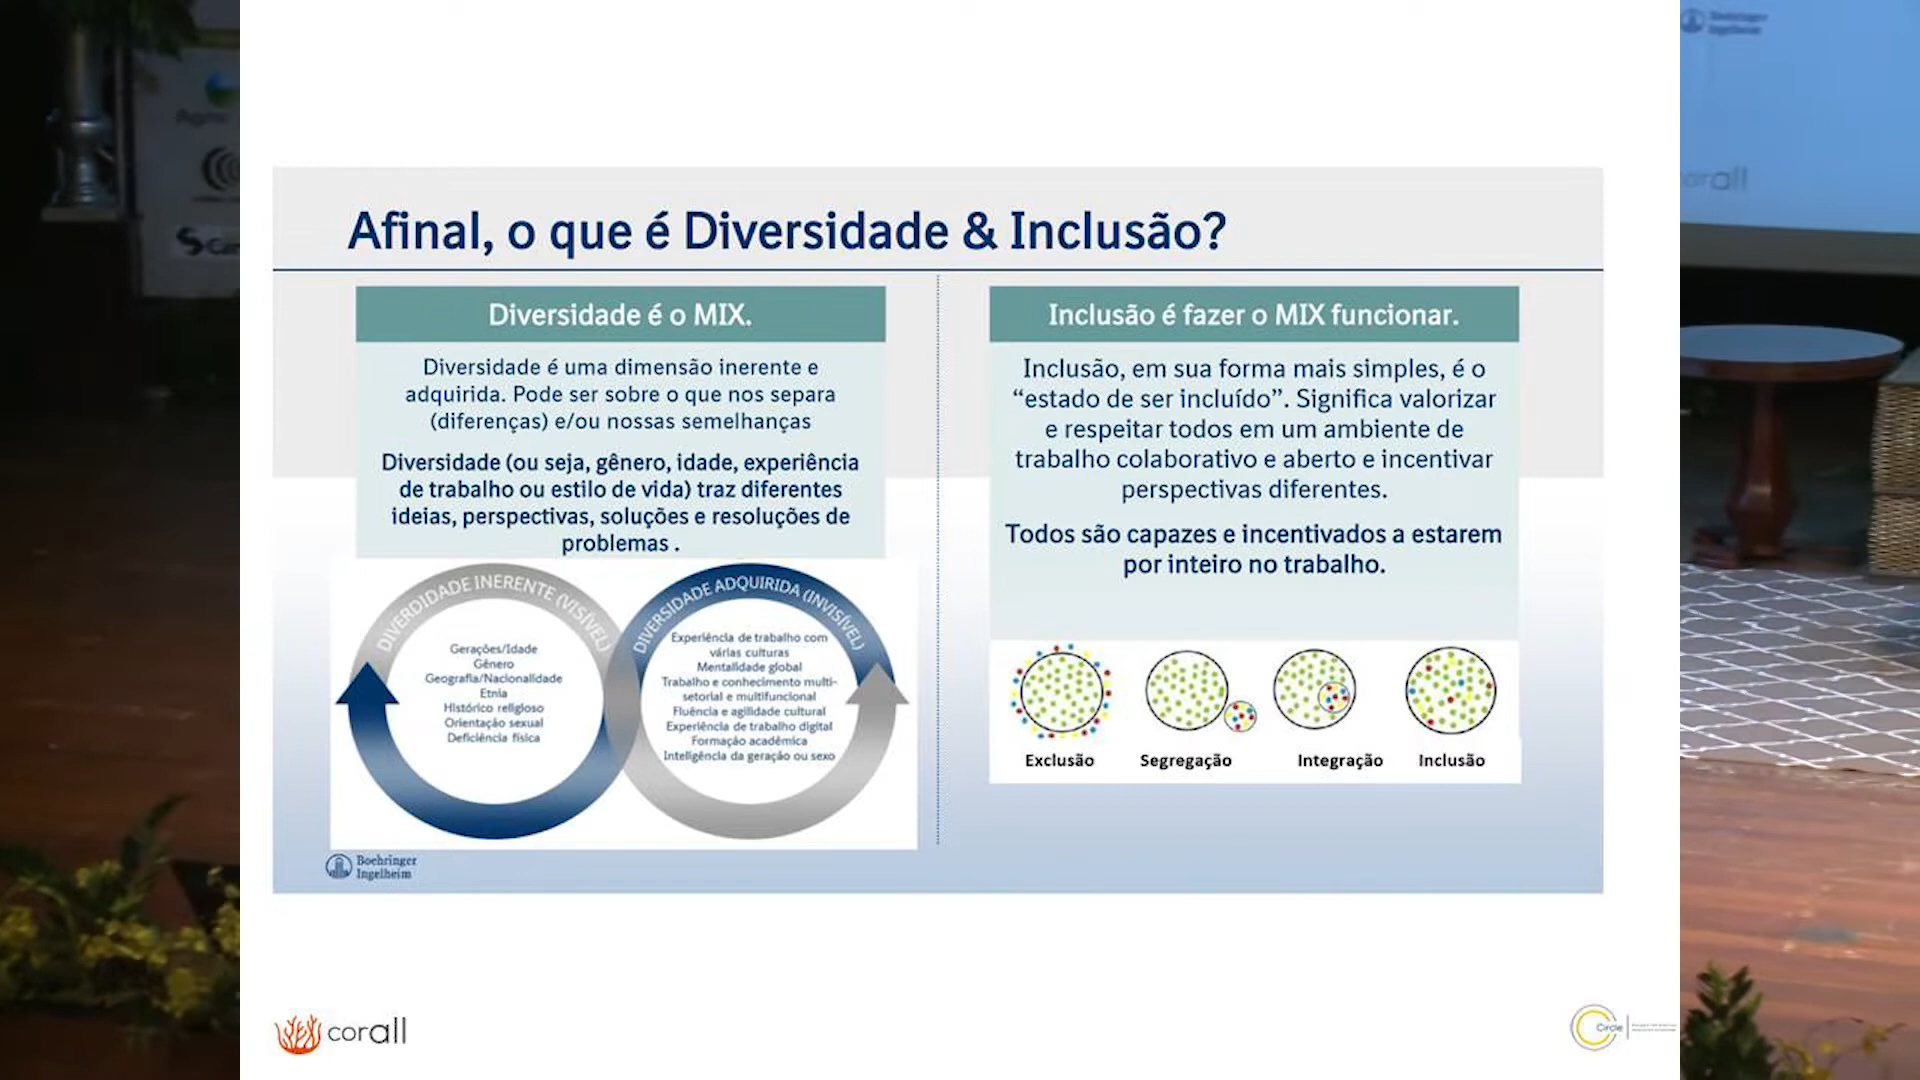 Afinal, o que é Diversidade & Inclusão?
Diversidade é o MIX.
Diversidade é uma dimensão inerente e
adquirida. Pode ser sobre o que nos separa
(diferenças) e/ou nossas semelhanças
Diversidade (ou seja, gênero, idade, experiência
de trabalho ou estilo de vida) traz diferentes
ideias, perspectivas, soluções e resoluções de
problemas .
DIVERDIDADE INERENTE (VISÍVEL)
Gerações/Idade
Gênero
Geografia/Nacionalidade
Etnia
Histórico religioso
Orientação sexual
Deficiência física
DIVERSIDADE ADQUIRIDA (INVISÍVEL)
Experiência de trabalho com
várias culturas
Mentalidade global
Trabalho e conhecimento multi-
setorial e multifuncional
Fluência e agilidade cultural
Experiência de trabalho digital
Formação acadêmica
Inteligência da geração ou sexo
Inclusão é fazer o MIX funcionar.
Inclusão, em sua forma mais simples, é o
“estado de ser incluído”. Significa valorizar
e respeitar todos em um ambiente de
trabalho colaborativo e aberto e incentivar
perspectivas diferentes.
Todos são capazes e incentivados a estarem
por inteiro no trabalho.
Exclusão
Segregação
Integração
Inclusão
Boehringer
Ingelheim
corall
Circle
Boehringer
Ingelheim
orall